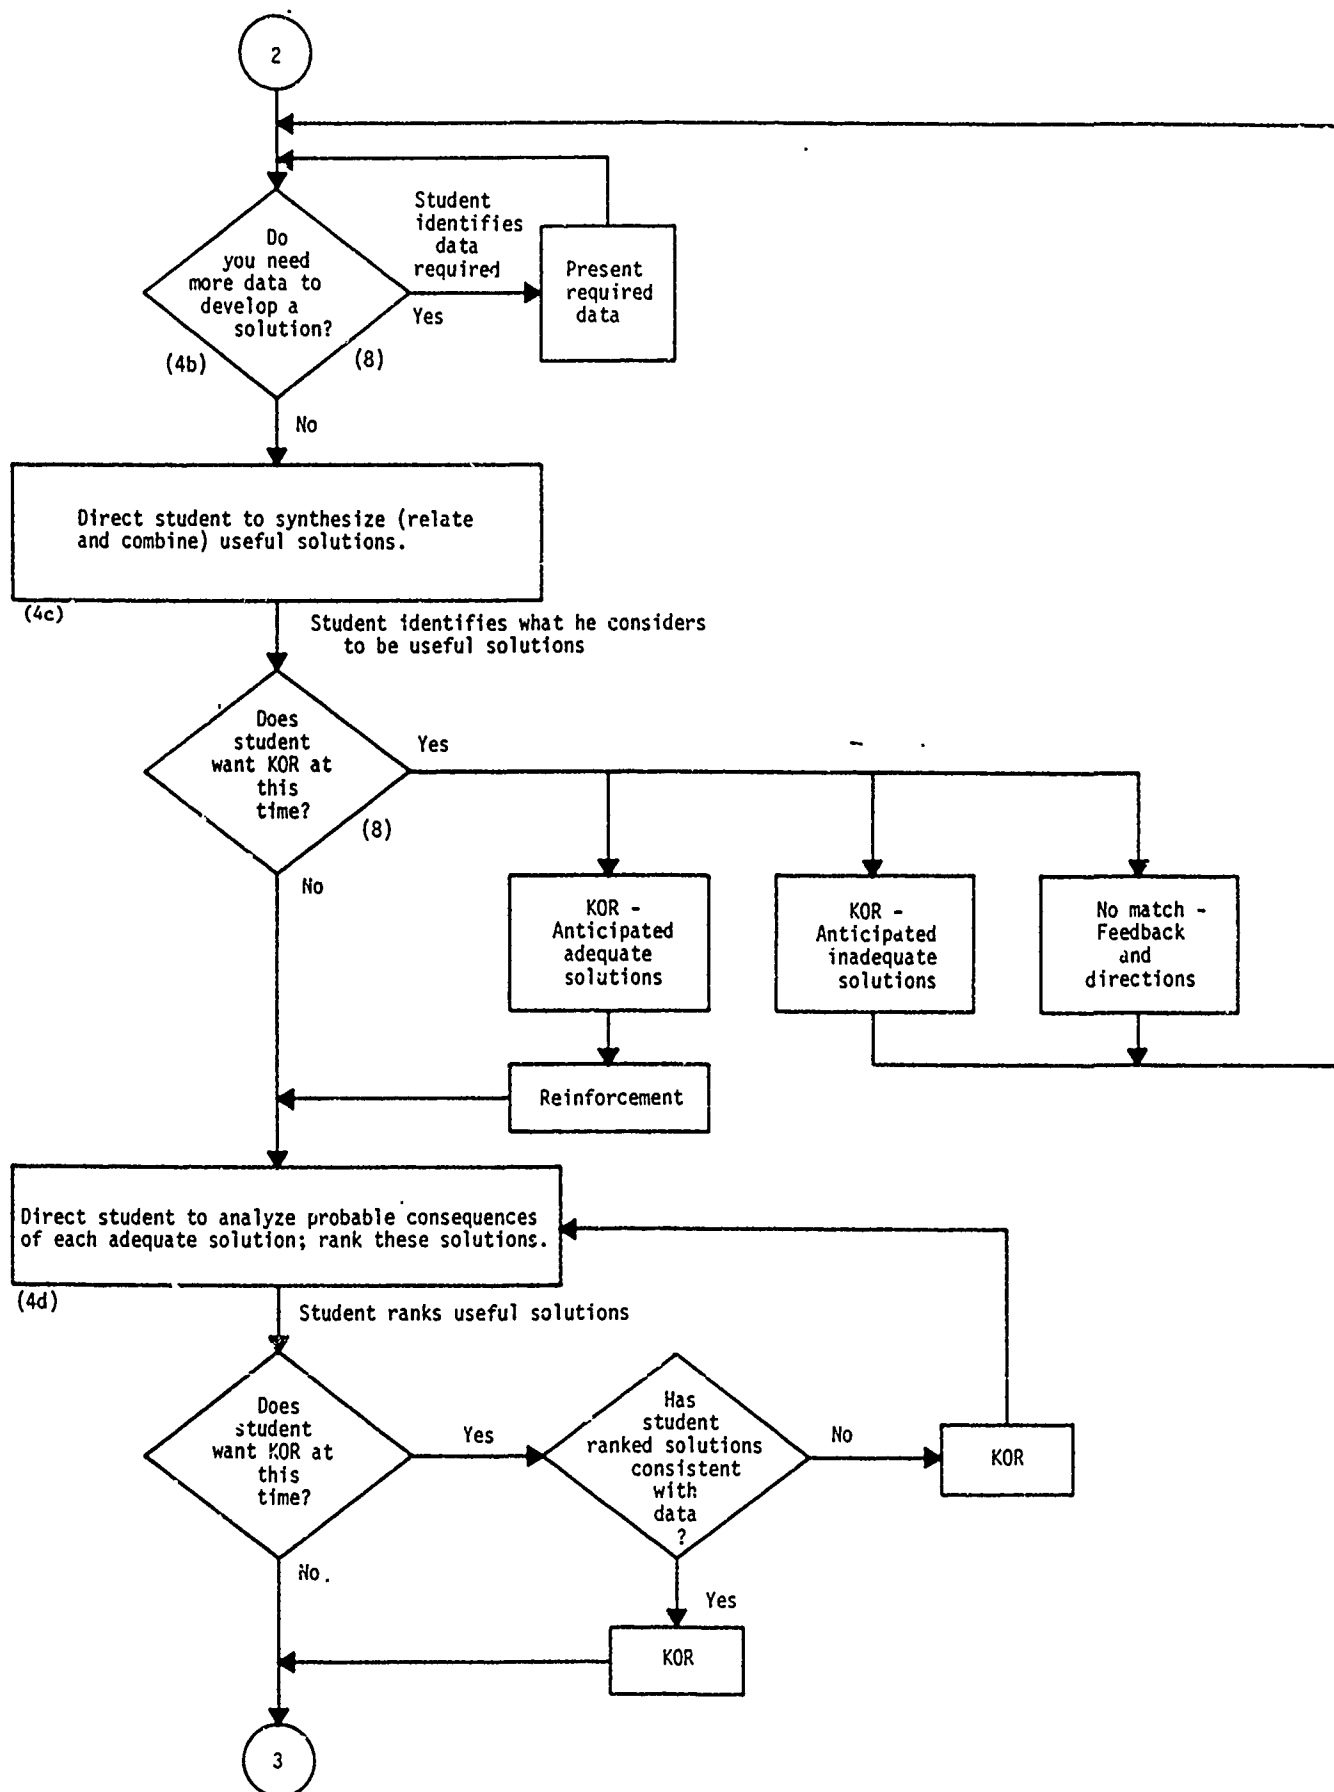 2
Do
you need
more data to
develop a
solution?
(4b)
(8)
Student
identifies
data
required
Yes
Present
required
data
No
Direct student to synthesize (relate
and combine) useful solutions.
(4c)
Student identifies what he considers
to be useful solutions
Does
student
want KOR at
this
time?
(8)
Yes
No
KOR -
Anticipated
adequate
solutions
KOR -
Anticipated
inadequate
solutions
No match -
Feedback
and
directions
Reinforcement
Direct student to analyze probable consequences
of each adequate solution; rank these solutions.
(4d)
Student ranks useful solutions
Does
student
want KOR at
this
time?
Yes
Has
student
ranked solutions
consistent
with
data
?
No
KOR
No.
Yes
KOR
3